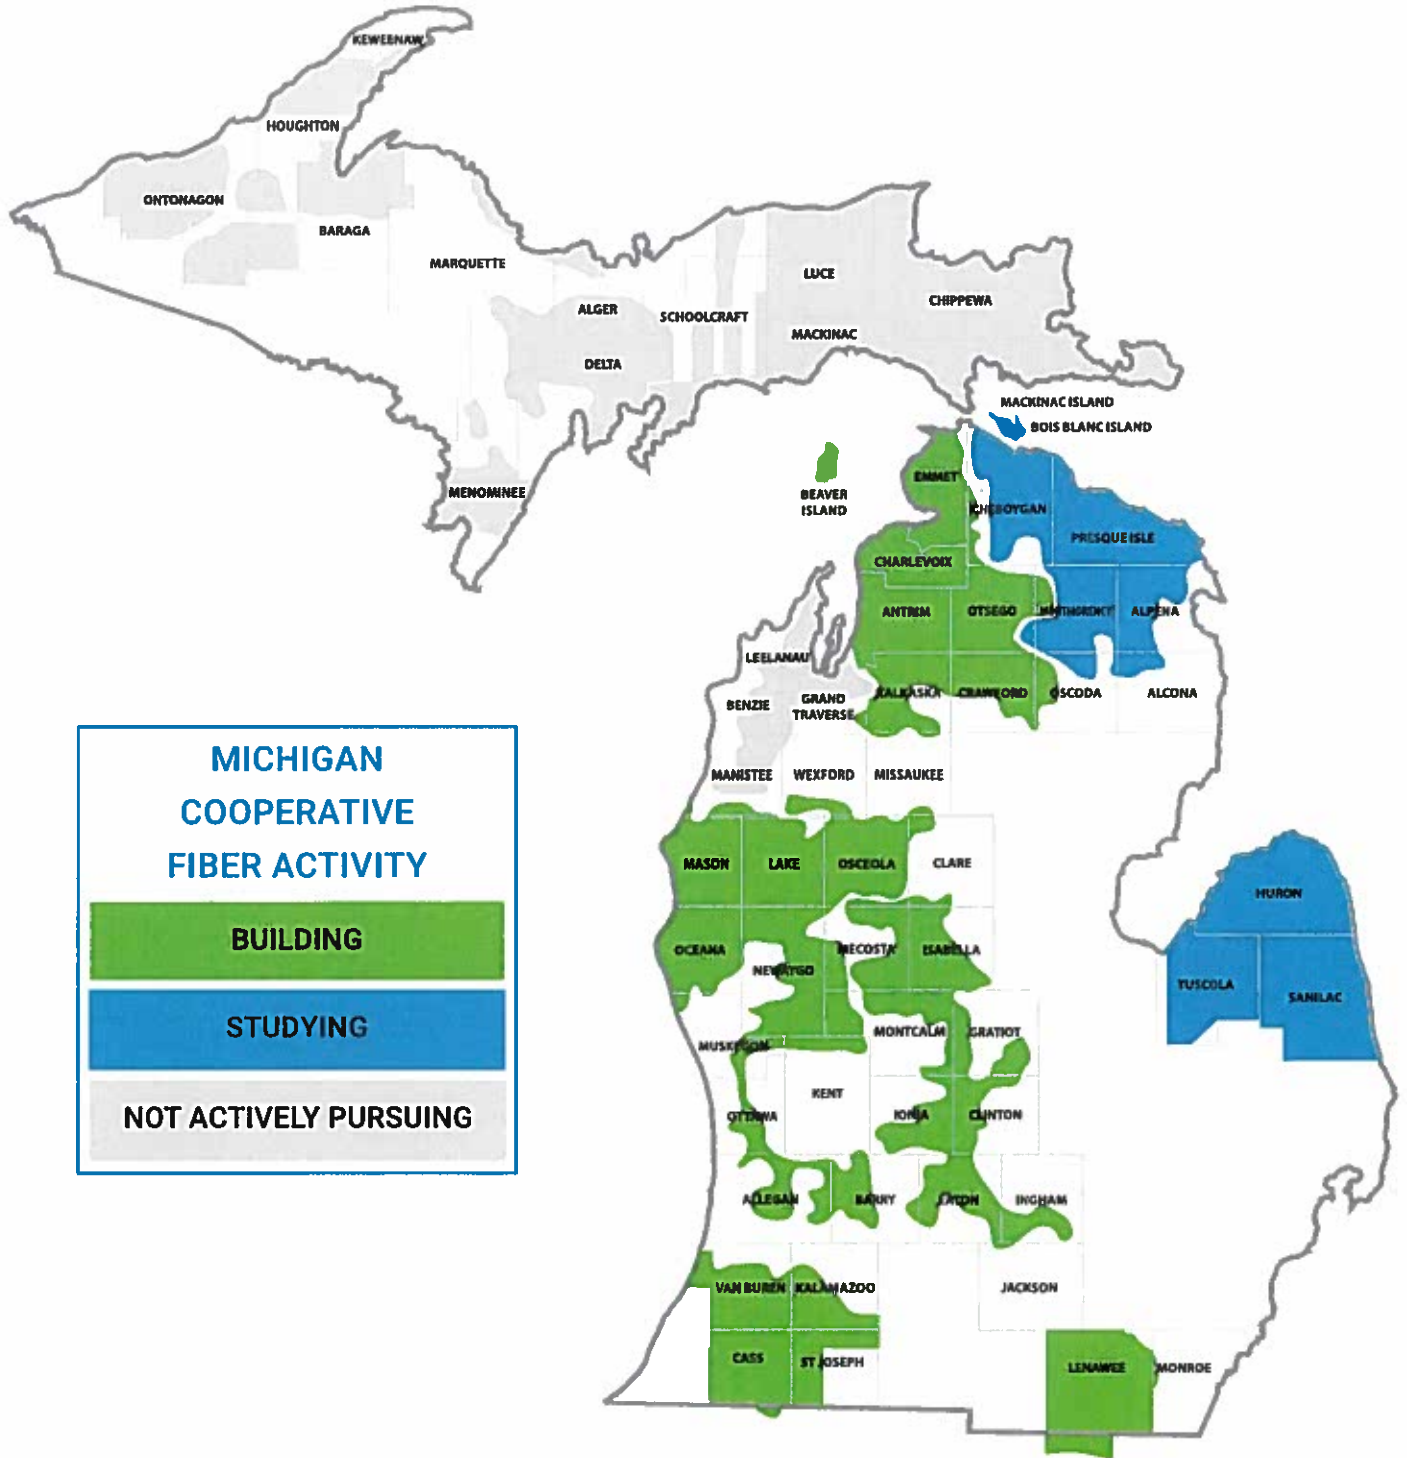 KEWEENAW
HOUGHTON
ONTONAGON
BARAGA
MARQUETTE
LUCE
CHIPPEWA
ALGER
SCHOOLCRAFT
MACKINAC
DELTA
MENOMINEE
MACKINAC ISLAND
BOIS BLANC ISLAND
BEAVER
ISLAND
EMMET
CHEBOYGAN
PRESQUE ISLE
CHARLEVOIX
ANTRIM
OTSEGO
MONTMORENCY
ALPENA
LEELANAU
BENZIE
GRAND
TRAVERSE
KALKASKA
CRAWFORD
OSCODA
ALCONA
MANISTEE
WEXFORD
MISSAUKEE
MASON
LAKE
OSCEOLA
CLARE
OCEANA
NEWAYGO
MECOSTA
ISABELLA
HURON
TUSCOLA
SANILAC
MUSKEGON
MONTCALM
GRATIOT
KENT
OTTAWA
IONIA
CLINTON
ALLEGAN
BARRY
EATON
INGHAM
VAN BUREN
KALAMAZOO
JACKSON
CASS
ST JOSEPH
LENAWEE
MONROE
MICHIGAN
COOPERATIVE
FIBER ACTIVITY
BUILDING
STUDYING
NOT ACTIVELY PURSUING